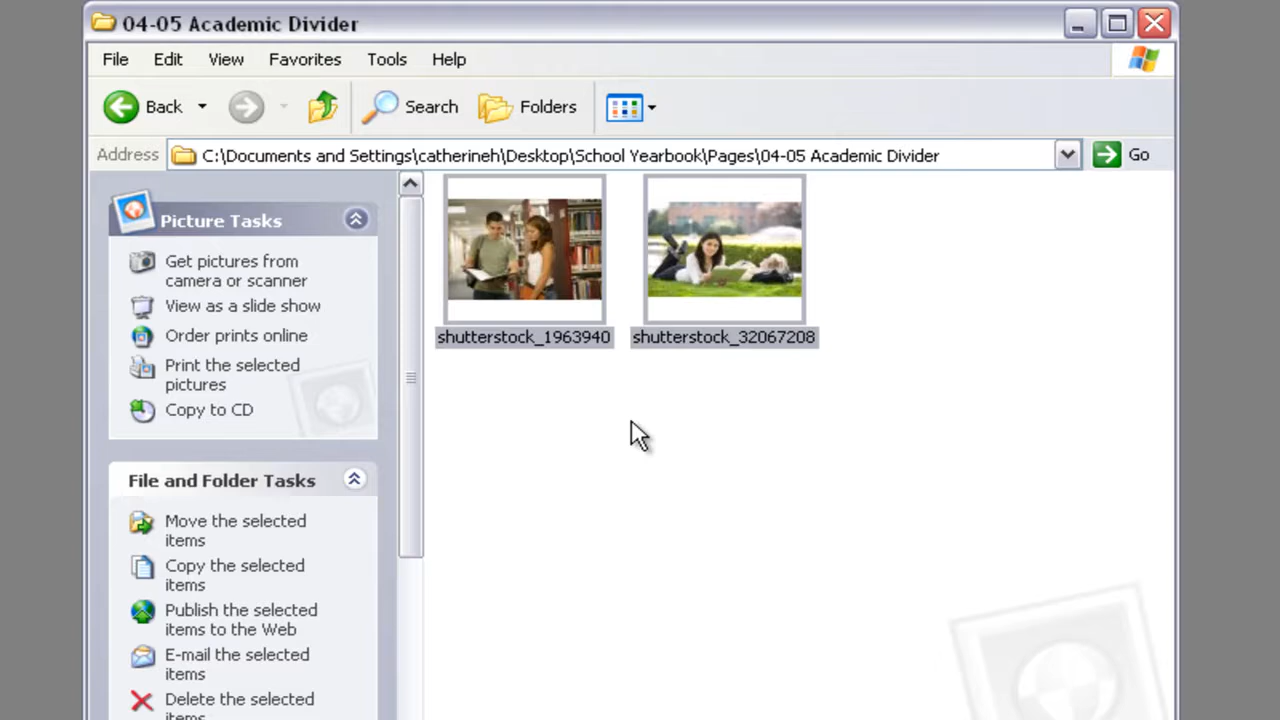 04-05 Academic Divider
File Edit View Favorites Tools Help
Back Search Folders
Address C:\Documents and Settings\catherineh\Desktop\School Yearbook\Pages\04-05 Academic Divider Go
Picture Tasks
Get pictures from
camera or scanner
View as a slide show
Order prints online
Print the selected
pictures
Copy to CD
shutterstock_1963940 shutterstock_32067208
File and Folder Tasks
Move the selected
items
Copy the selected
items
Publish the selected
items to the Web
E-mail the selected
items
Delete the selected
items